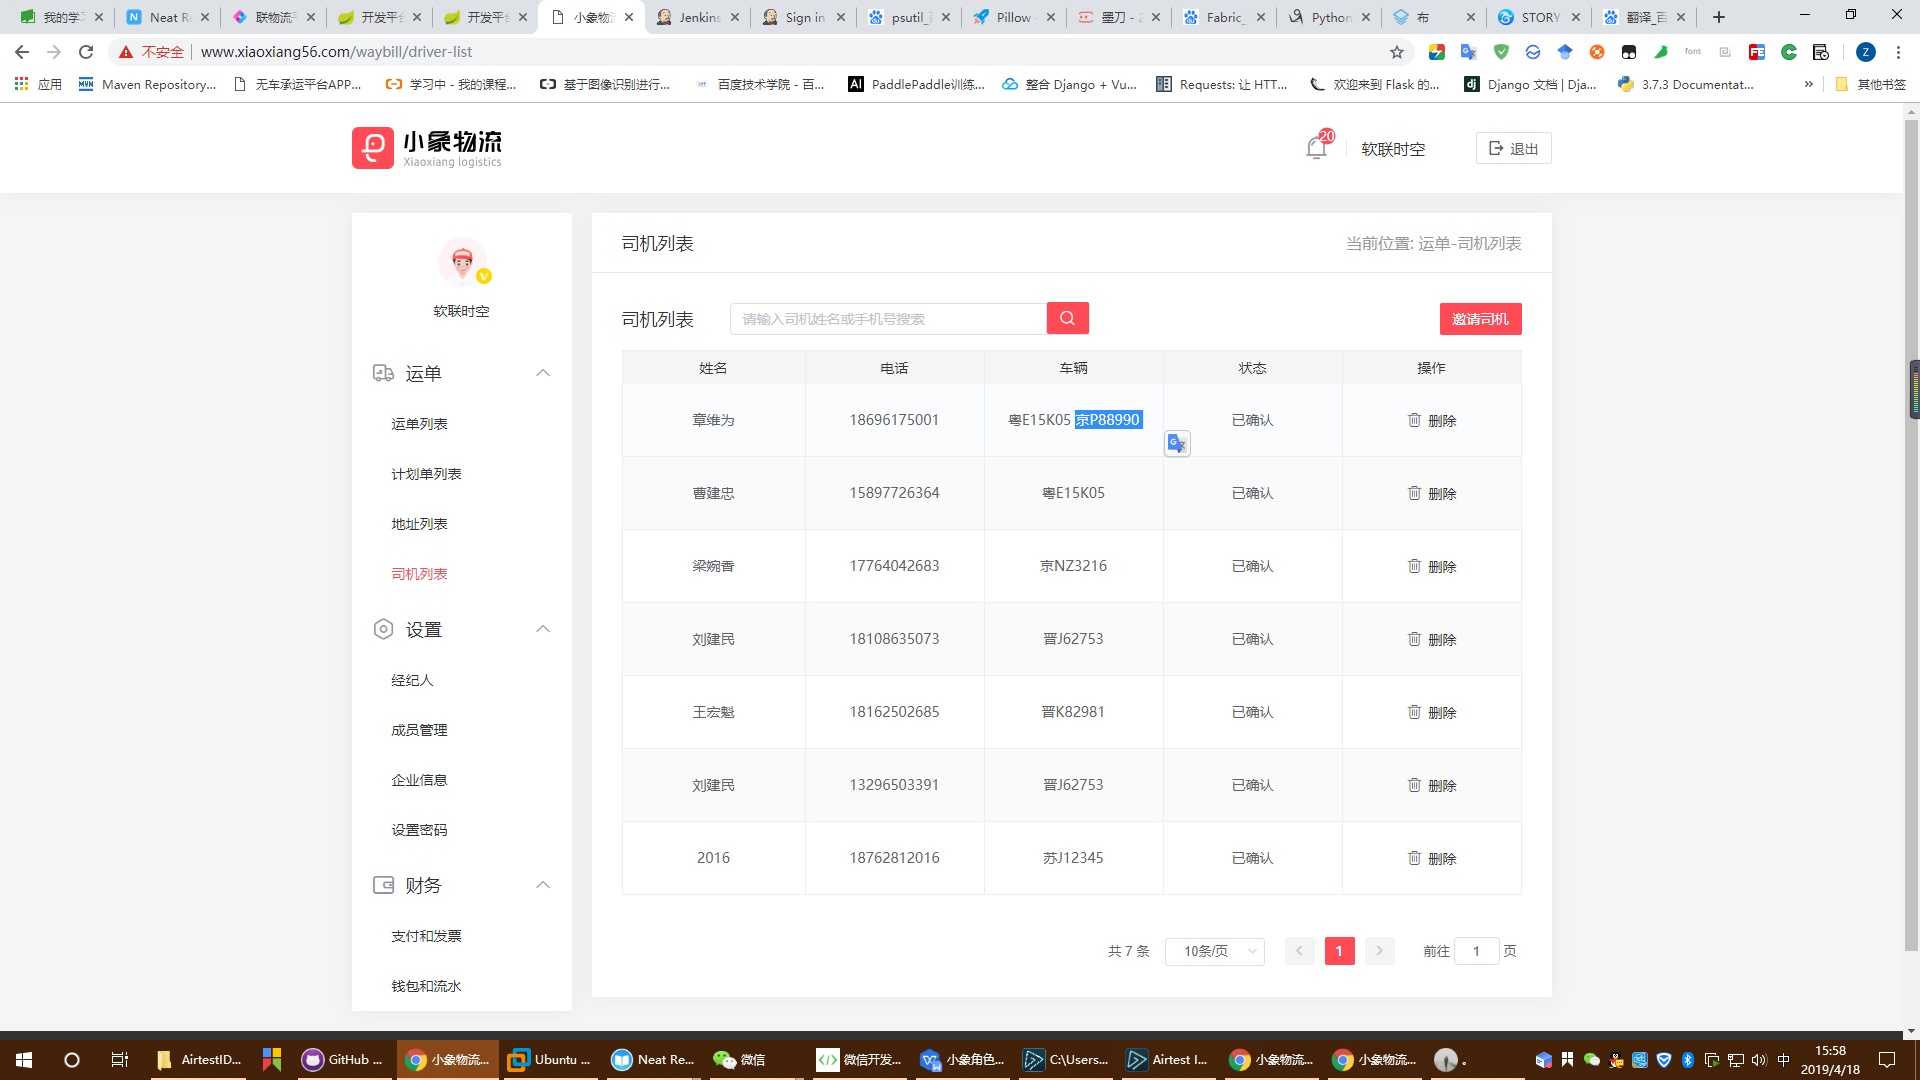 我的学 Neat R 联物流 开发平台 开发平台 小象物流 Jenkins Sign in psutil_ Pillow 墨刀 - Fabric_ Python 布 STORY 翻译_百
不安全 www.xiaoxiang56.com/waybill/driver-list
应用 Maven Repository... 无车承运平台APP... 学习中 - 我的课程... 基于图像识别进行... 百度技术学院 - 百... PaddlePaddle训练... 整合 Django + Vu... Requests: 让 HTT... 欢迎来到 Flask 的... Django 文档 | Dja... 3.7.3 Documentat... » 其他书签
小象物流
Xiaoxiang logistics
20
软联时空
退出
软联时空
运单
运单列表
计划单列表
地址列表
司机列表
设置
经纪人
成员管理
企业信息
设置密码
财务
支付和发票
钱包和流水
司机列表 当前位置: 运单-司机列表
司机列表 请输入司机姓名或手机号搜索 邀请司机
姓名 电话 车辆 状态 操作
章维为 18696175001 粤E15K05 京P88990 已确认 删除
曹建忠 15897726364 粤E15K05 已确认 删除
梁婉香 17764042683 京NZ3216 已确认 删除
刘建民 18108635073 晋J62753 已确认 删除
王宏魁 18162502685 晋K82981 已确认 删除
刘建民 13296503391 晋J62753 已确认 删除
2016 18762812016 苏J12345 已确认 删除
共 7 条 10条/页 1 前往 1 页
AirtestID... GitHub ... 小象物流... Ubuntu ... Neat Re... 微信 微信开发... 小象角色... C:\Users... Airtest I... 小象物流... 小象物流... 中 15:58
2019/4/18